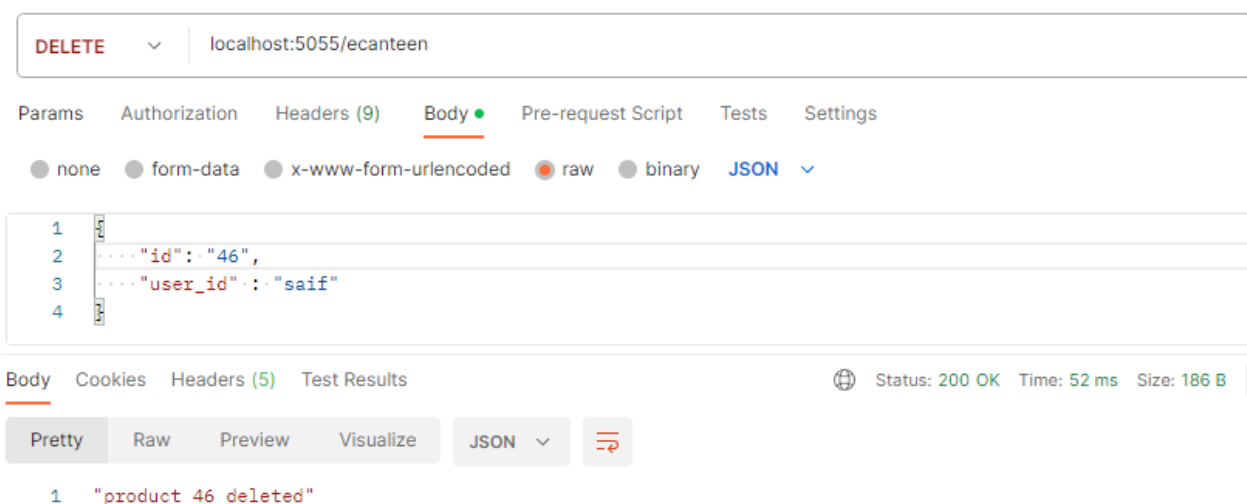 DELETE localhost:5055/ecanteen
Params Authorization Headers (9) Body Pre-request Script Tests Settings
none form-data x-www-form-urlencoded raw binary JSON
1 {
2 "id": "46",
3 "user_id" : "saif"
4 }
Body Cookies Headers (5) Test Results Status: 200 OK Time: 52 ms Size: 186 B
Pretty Raw Preview Visualize JSON
1 "product 46 deleted"